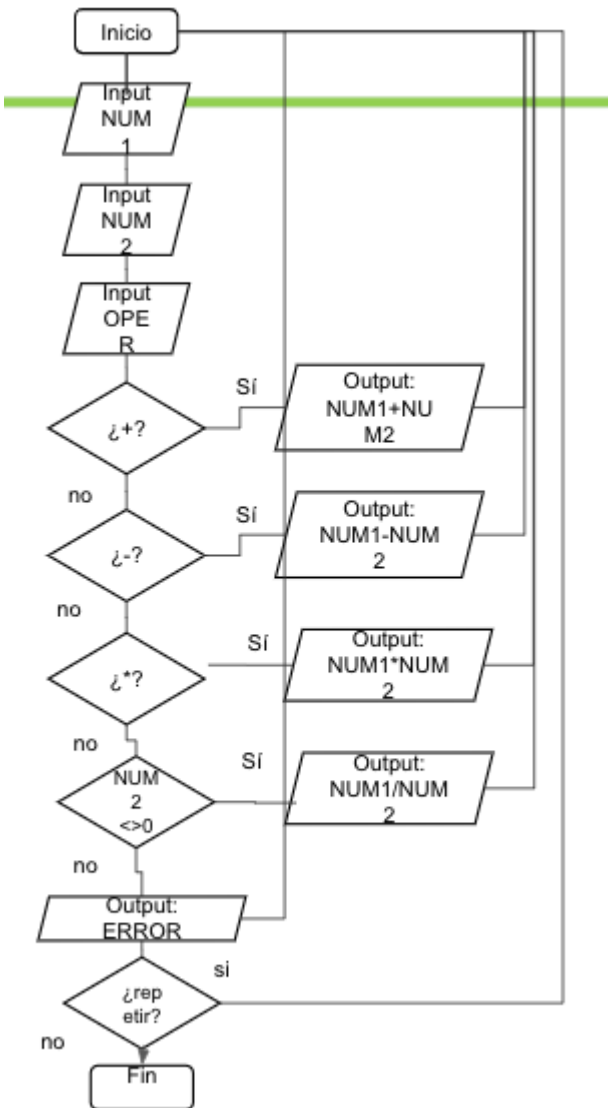 Inicio
Input
NUM
1
Input
NUM
2
Input
OPE
R
Sí
Output:
NUM1+NU
M2
¿+?
no
Sí
Output:
NUM1-NUM
2
¿-?
no
Sí
Output:
NUM1*NUM
2
¿*?
no
Sí
Output:
NUM1/NUM
2
NUM
2
<>0
no
Output:
ERROR
si
¿rep
etir?
no
Fin